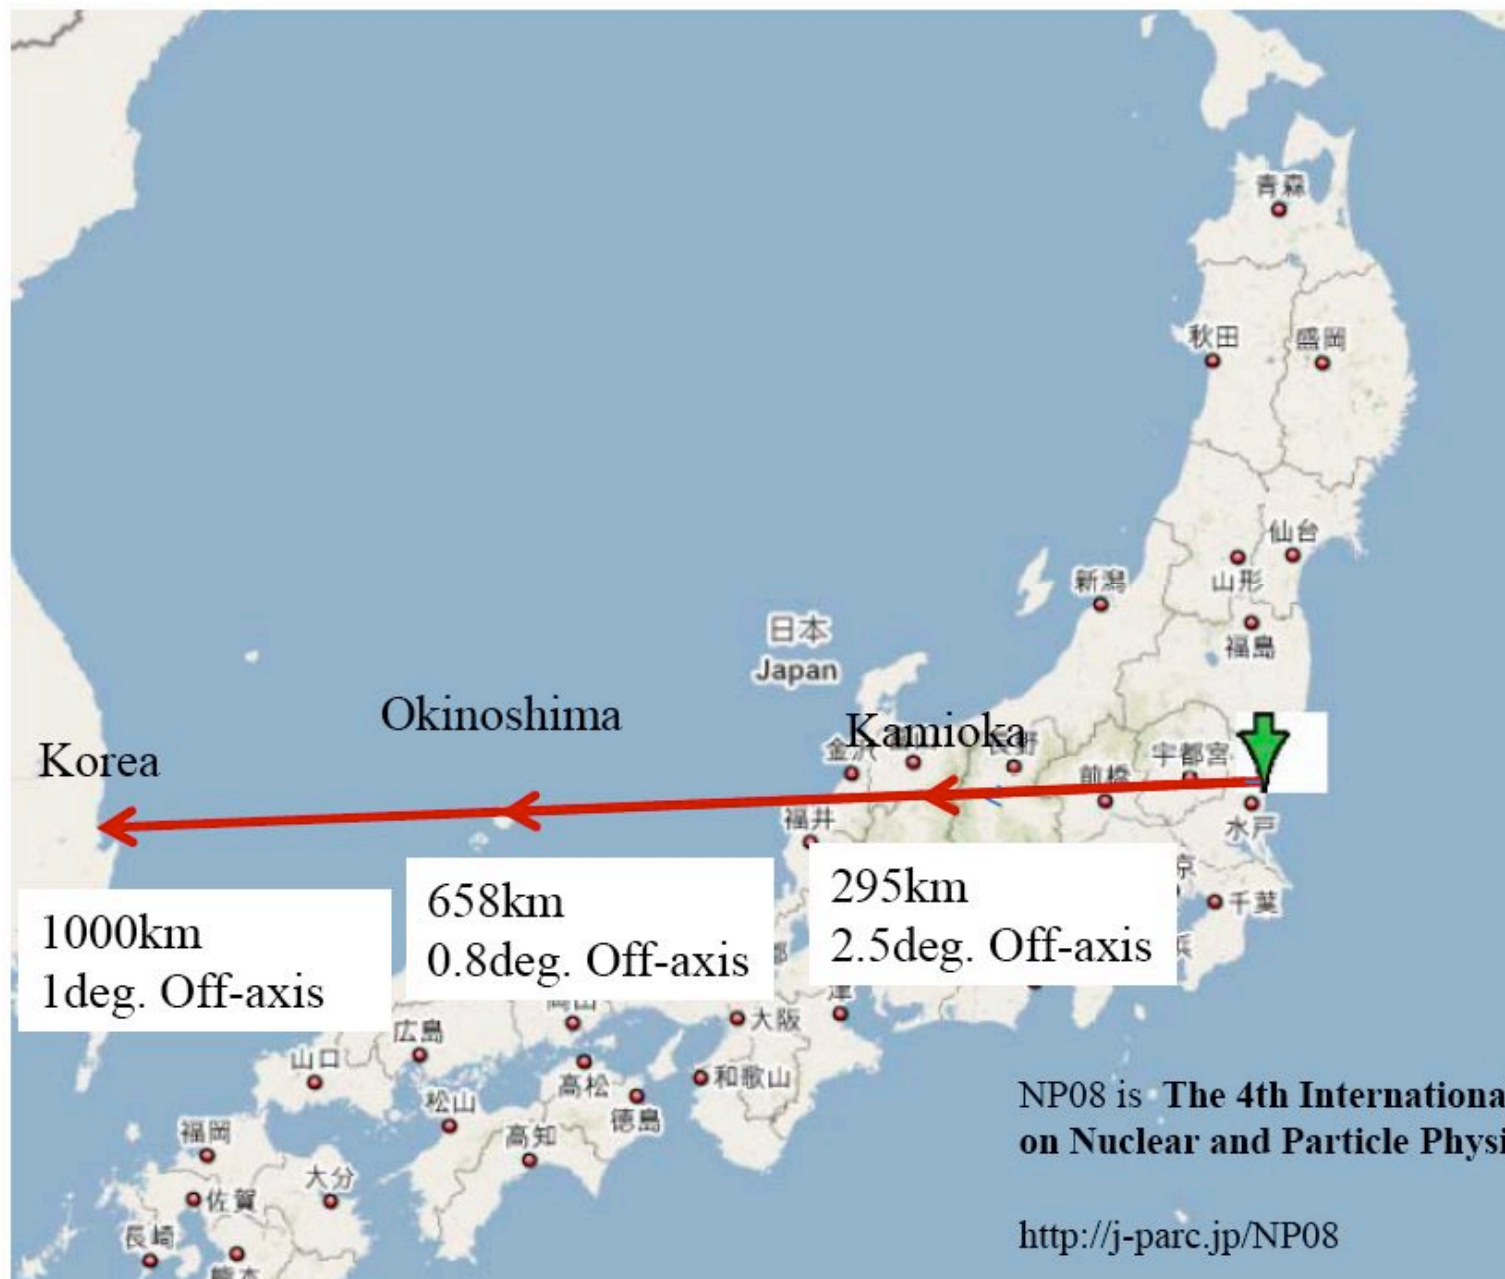 青森
秋田
盛岡
仙台
山形
新潟
福島
日本
Japan
Okinoshima
Kamioka
Korea
宇都宮
前橋
福井
水戸
295km
2.5deg. Off-axis
658km
0.8deg. Off-axis
1000km
1deg. Off-axis
京
千葉
津
大阪
広島
山口
高松
和歌山
徳島
松山
高知
福岡
大分
佐賀
長崎
NP08 is The 4th Internationa
on Nuclear and Particle Physi
http://j-parc.jp/NP08